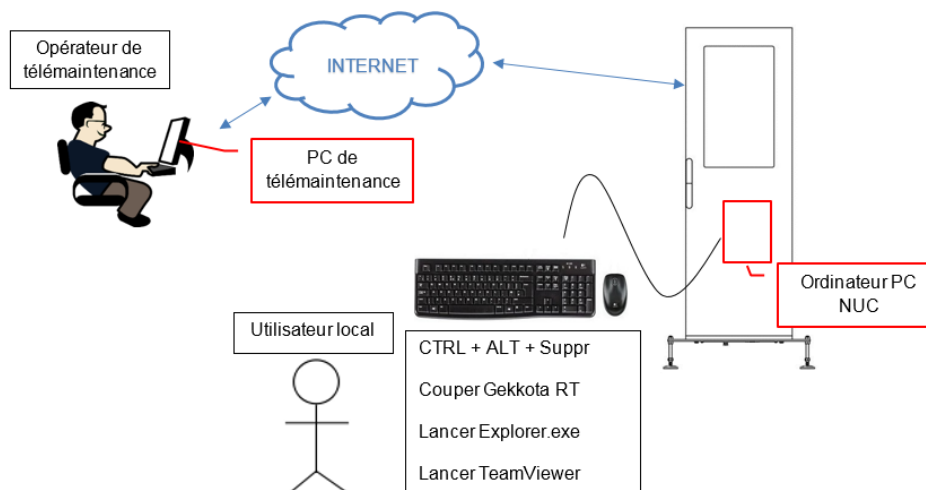 Opérateur de
télémaintenance
INTERNET
PC de
télémaintenance
Ordinateur PC
NUC
Utilisateur local
CTRL + ALT + Suppr
Couper Gekkota RT
Lancer Explorer.exe
Lancer TeamViewer